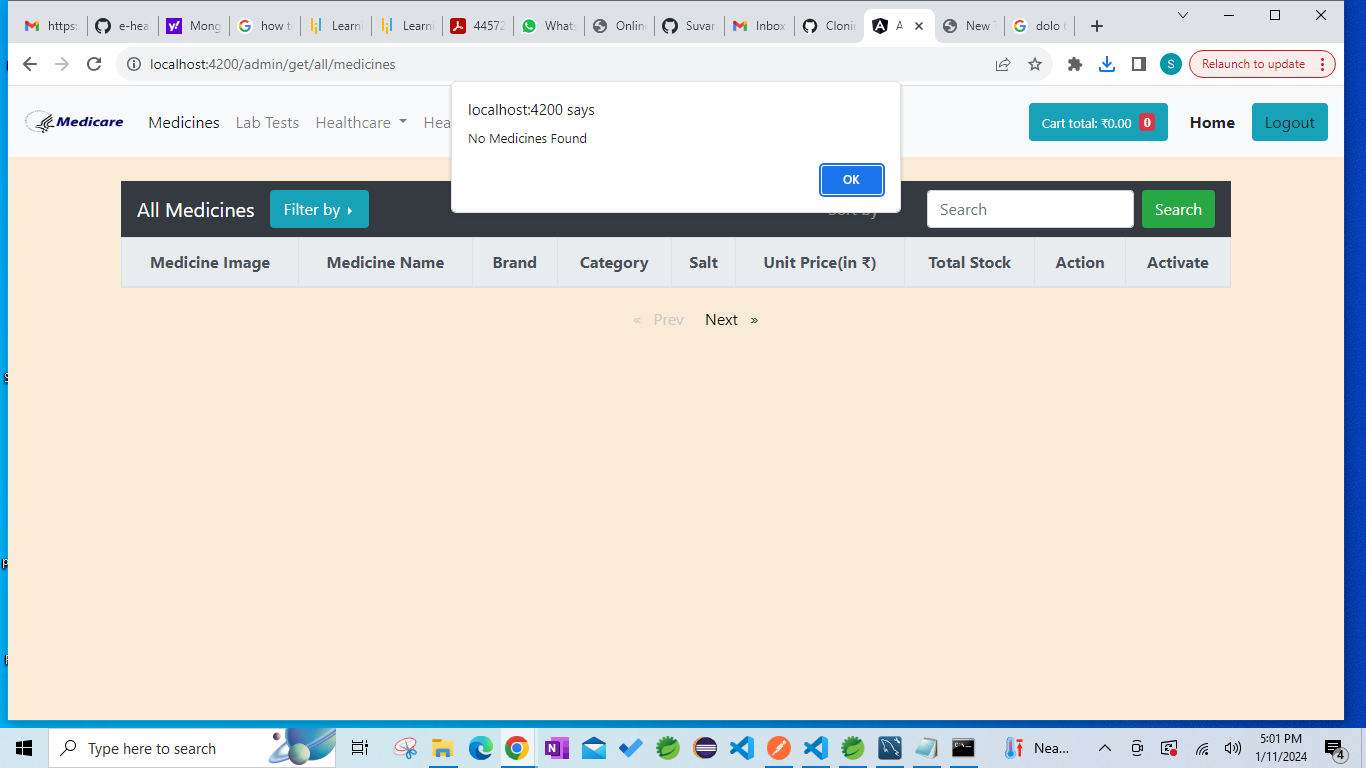 https:
e-hea
Mong
how t
Learn
Learni
44572
Whats
Online
Suvar
Inbox
Clonin
A
New T
dolo
localhost:4200/admin/get/all/medicines
S
Relaunch to update
localhost:4200 says
No Medicines Found
OK
Medicare
Medicines
Lab Tests
Healthcare
Hea
Cart total: ₹0.00 0
Home
Logout
All Medicines
Filter by
Sort by
Search
Search
Medicine Image
Medicine Name
Brand
Category
Salt
Unit Price(in ₹)
Total Stock
Action
Activate
« Prev
Next »
Type here to search
Nea...
5:01 PM
1/11/2024
4